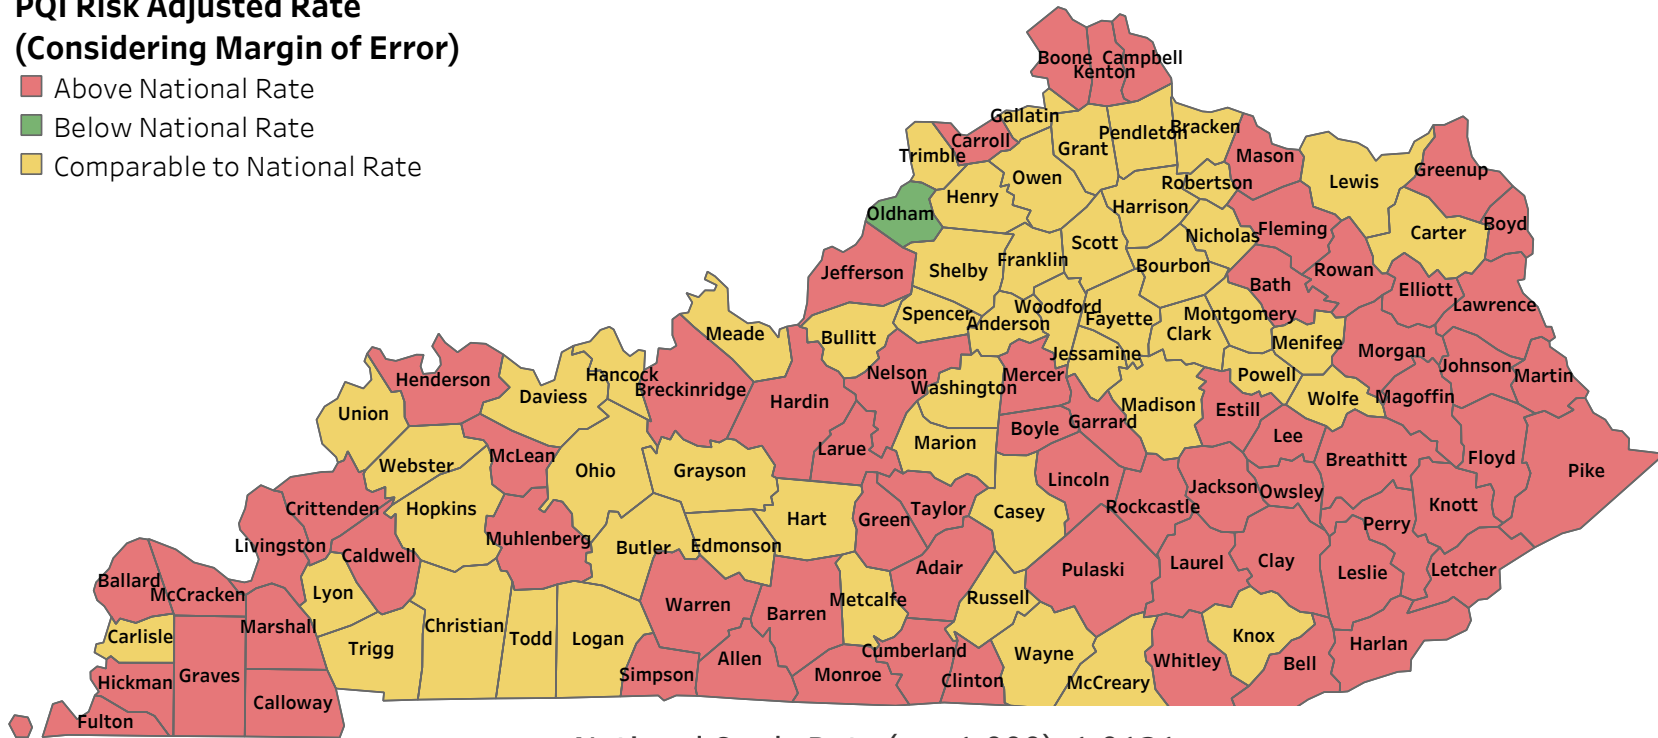 PQI Risk Adjusted Rate
(Considering Margin of Error)
Above National Rate
Below National Rate
Comparable to National Rate
Boone
Campbell
Kenton
Gallatin
Carroll
Trimble
Grant
Pendleton
Bracken
Mason
Lewis
Greenup
Owen
Henry
Robertson
Harrison
Oldham
Boyd
Carter
Fleming
Nicholas
Scott
Franklin
Shelby
Jefferson
Bourbon
Rowan
Bath
Elliott
Lawrence
Woodford
Spencer
Anderson
Fayette
Montgomery
Clark
Meade
Bullitt
Jessamine
Menifee
Morgan
Johnson
Martin
Henderson
Hancock
Breckinridge
Daviess
Nelson
Washington
Mercer
Powell
Wolfe
Magoffin
Union
Hardin
Madison
Estill
Garrard
Boyle
Lee
Marion
Larue
McLean
Webster
Ohio
Grayson
Breathitt
Floyd
Pike
Lincoln
Jackson
Owsley
Rockcastle
Knott
Crittenden
Hopkins
Hart
Green
Taylor
Casey
Perry
Muhlenberg
Livingston
Caldwell
Butler
Edmonson
Adair
Pulaski
Laurel
Clay
Leslie
Letcher
Ballard
McCracken
Lyon
Warren
Barren
Metcalfe
Russell
Carlisle
Marshall
Christian
Todd
Logan
Knox
Harlan
Trigg
Cumberland
Wayne
Allen
Whitley
Bell
Hickman
Graves
Simpson
Monroe
Clinton
McCreary
Calloway
Fulton